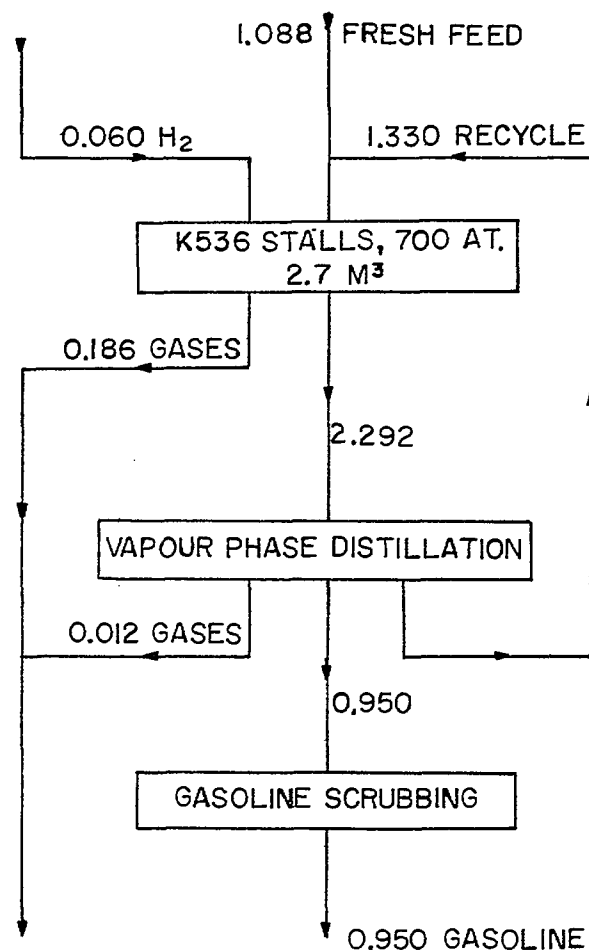 1.088 FRESH FEED
0.060 H₂
1.330 RECYCLE
K536 STALLS, 700 AT.
2.7 M³
0.186 GASES
2.292
VAPOUR PHASE DISTILLATION
0.012 GASES
0.950
GASOLINE SCRUBBING
0.950 GASOLINE